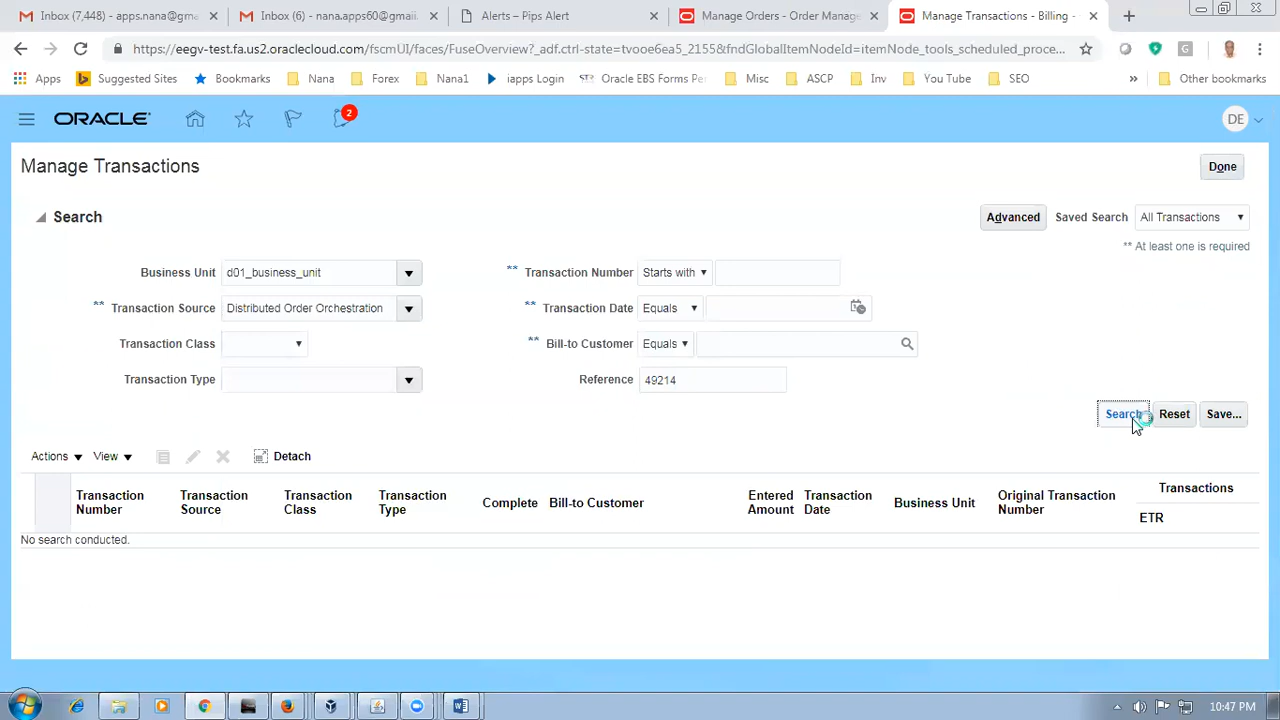 Inbox (7,448) - apps.nana@gma
Inbox (6) - nana.apps60@gmail.
Alerts – Pips Alert
Manage Orders - Order Manage
Manage Transactions - Billing -
https://eegv-test.fa.us2.oraclecloud.com/fscmUI/faces/FuseOverview?_adf.ctrl-state=tvooe6ea5_2155&fndGlobalItemNodeId=itemNode_tools_scheduled_proce...
G
Apps
Suggested Sites
Bookmarks
Nana
Forex
Nana1
iapps Login
Oracle EBS Forms Pe
Misc
ASCP
Inv
You Tube
SEO
»
Other bookmarks
ORACLE
2
DE
Manage Transactions
Done
Search
Advanced
Saved Search
All Transactions
** At least one is required
Business Unit
d01_business_unit
** Transaction Number
Starts with
** Transaction Source
Distributed Order Orchestration
** Transaction Date
Equals
Transaction Class
** Bill-to Customer
Equals
Transaction Type
Reference
49214
Search
Reset
Save...
Actions
View
Detach
Transaction Number
Transaction Source
Transaction Class
Transaction Type
Complete
Bill-to Customer
Entered Amount
Transaction Date
Business Unit
Original Transaction Number
Transactions
ETR
No search conducted.
10:47 PM